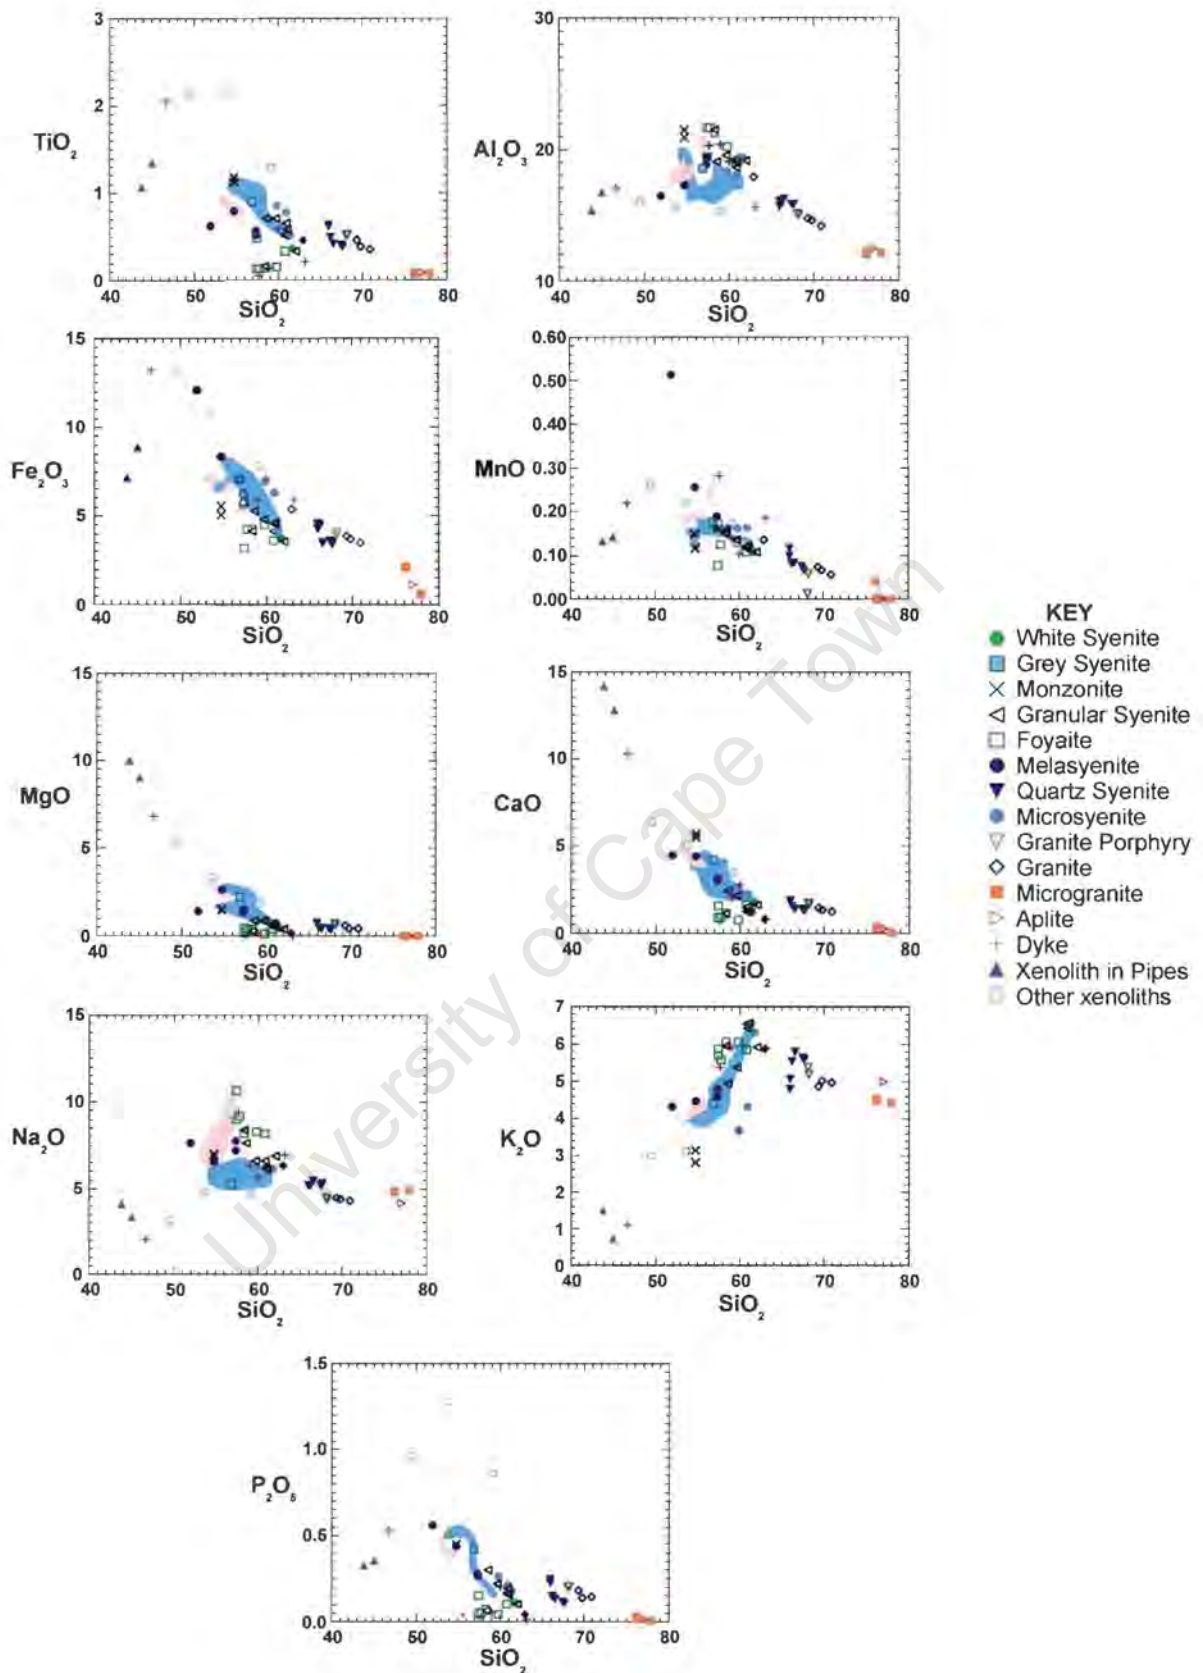 3
2
TiO₂
1
0
40 50 60 70 80
SiO₂
30
20
Al₂O₃
10
40 50 60 70 80
SiO₂
15
10
Fe₂O₃
5
0
40 50 60 70 80
SiO₂
0.60
0.50
0.40
MnO
0.30
0.20
0.10
0.00
40 50 60 70 80
SiO₂
15
10
MgO
5
0
40 50 60 70 80
SiO₂
15
10
CaO
5
0
40 50 60 70 80
SiO₂
KEY
White Syenite
Grey Syenite
Monzonite
Granular Syenite
Foyaite
Melasyenite
Quartz Syenite
Microsyenite
Granite Porphyry
Granite
Microgranite
Aplite
Dyke
Xenolith in Pipes
Other xenoliths
15
10
Na₂O
5
0
40 50 60 70 80
SiO₂
7
6
5
4
K₂O
3
2
1
0
40 50 60 70 80
SiO₂
1.5
1.0
P₂O₅
0.5
0.0
40 50 60 70 80
SiO₂
University of Cape Town